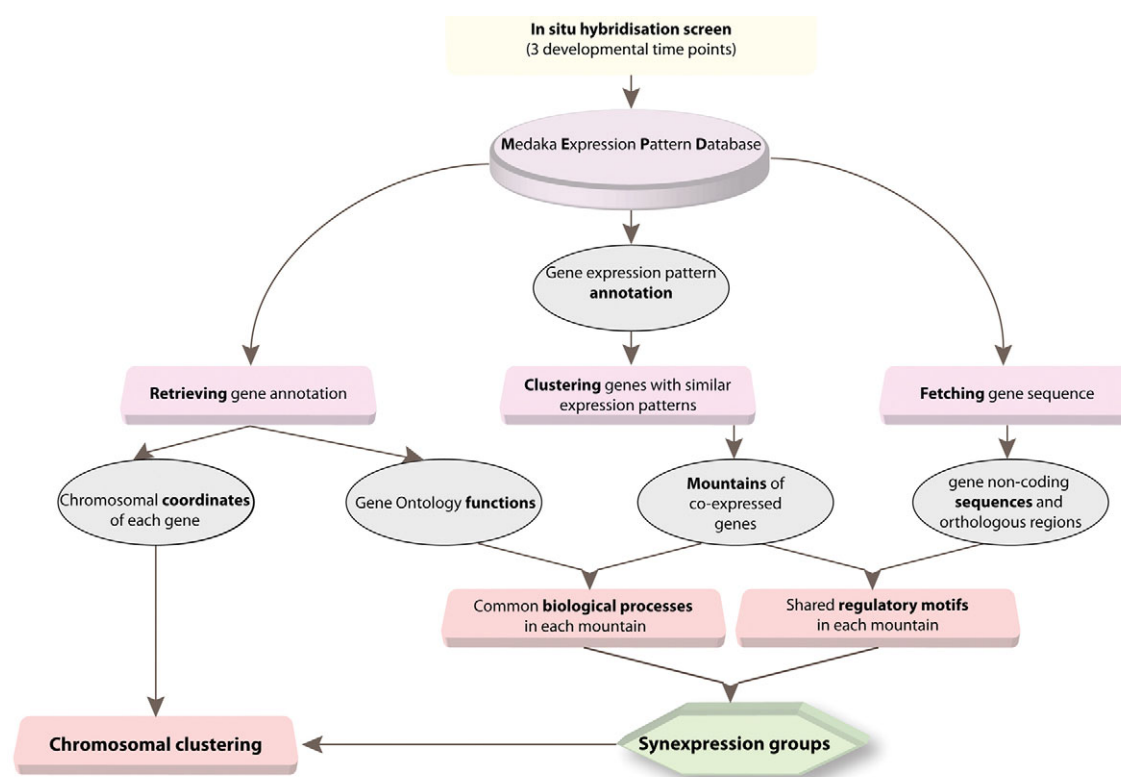 In situ hybridisation screen
(3 developmental time points)
Medaka Expression Pattern Database
Gene expression pattern
annotation
Retrieving gene annotation
Clustering genes with similar
expression patterns
Fetching gene sequence
Chromosomal coordinates
of each gene
Gene Ontology functions
Mountains of
co-expressed
genes
gene non-coding
sequences and
orthologous regions
Common biological processes
in each mountain
Shared regulatory motifs
in each mountain
Chromosomal clustering
Synexpression groups